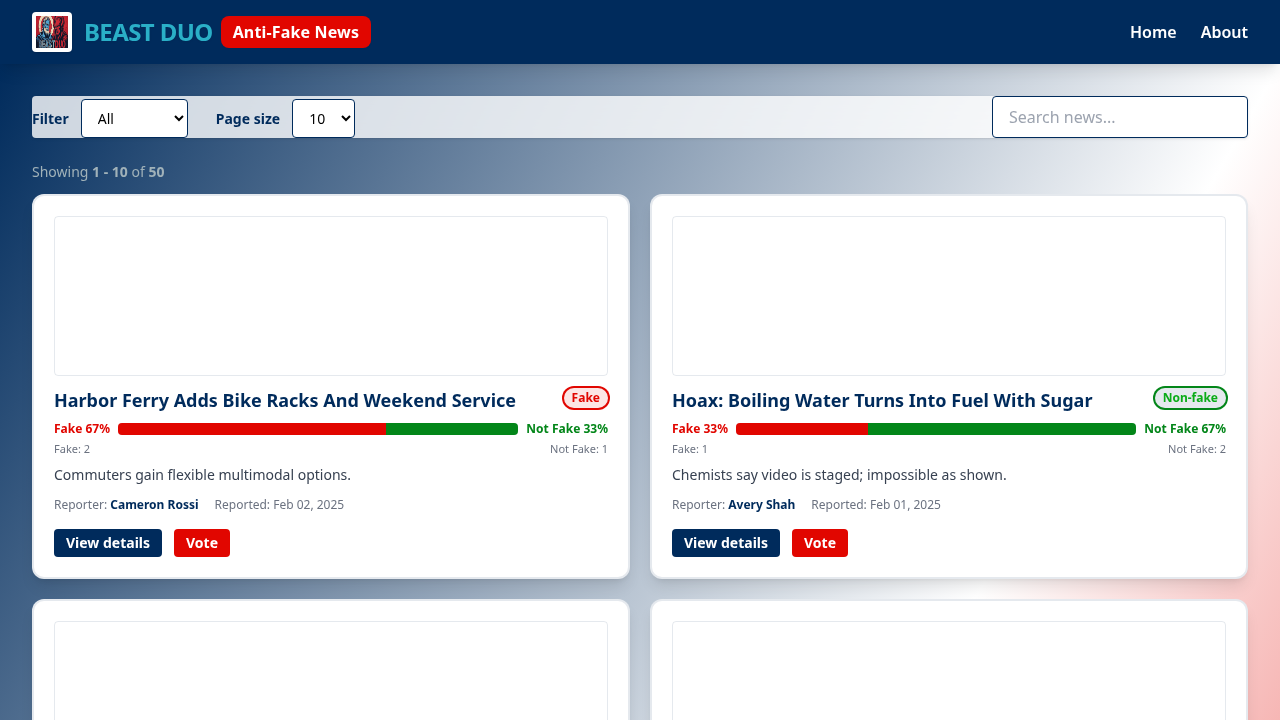 BEAST DUO Anti-Fake News Home About
Filter All Page size 10 Search news...
Showing 1 - 10 of 50
Harbor Ferry Adds Bike Racks And Weekend Service Fake
Fake 67% Not Fake 33%
Fake: 2 Not Fake: 1
Commuters gain flexible multimodal options.
Reporter: Cameron Rossi Reported: Feb 02, 2025
View details Vote
Hoax: Boiling Water Turns Into Fuel With Sugar Non-fake
Fake 33% Not Fake 67%
Fake: 1 Not Fake: 2
Chemists say video is staged; impossible as shown.
Reporter: Avery Shah Reported: Feb 01, 2025
View details Vote